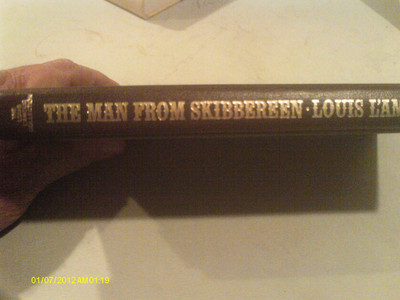 THE MAN FROM SKIBBEREEN · LOUIS L'AM
01/07/2012 AM 01:19